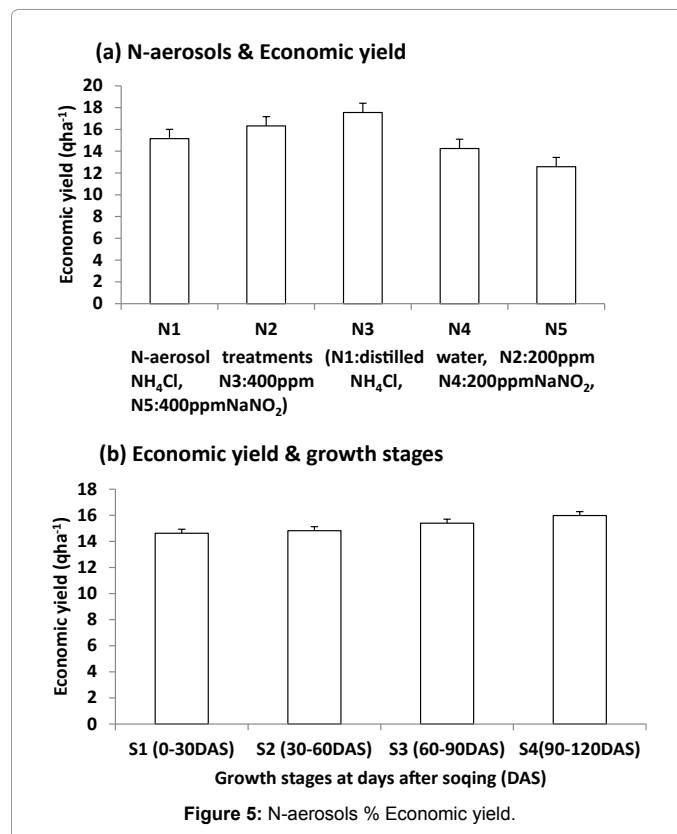 (a) N-aerosols & Economic yield
Economic yield (qha⁻¹)
20
18
16
14
12
10
8
6
4
2
0
N1 N2 N3 N4 N5
N-aerosol treatments (N1:distilled water, N2:200ppm
NH₄Cl, N3:400ppm NH₄Cl, N4:200ppmNaNO₂,
N5:400ppmNaNO₂)
(b) Economic yield & growth stages
Economic yield (qha⁻¹)
18
16
14
12
10
8
6
4
2
0
S1 (0-30DAS) S2 (30-60DAS) S3 (60-90DAS) S4(90-120DAS)
Growth stages at days after soqing (DAS)
Figure 5: N-aerosols % Economic yield.